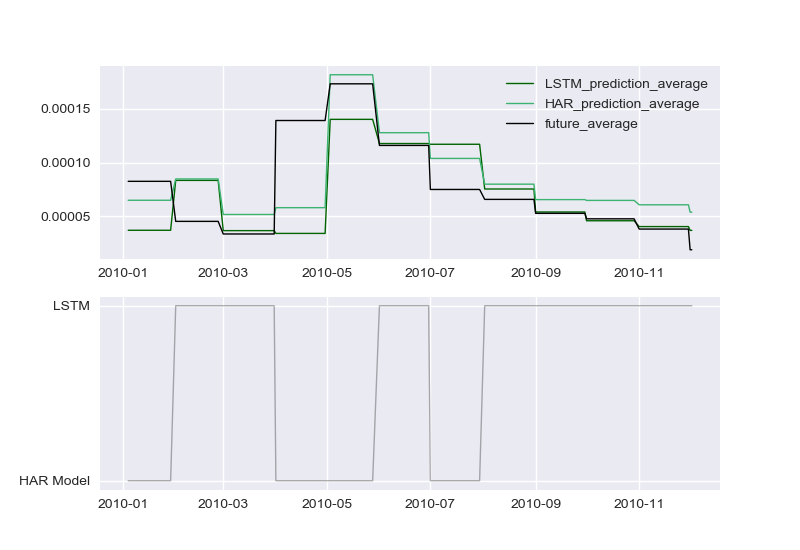 LSTM_prediction_average
HAR_prediction_average
future_average
0.00015
0.00010
0.00005
2010-01 2010-03 2010-05 2010-07 2010-09 2010-11
LSTM
HAR Model
2010-01 2010-03 2010-05 2010-07 2010-09 2010-11